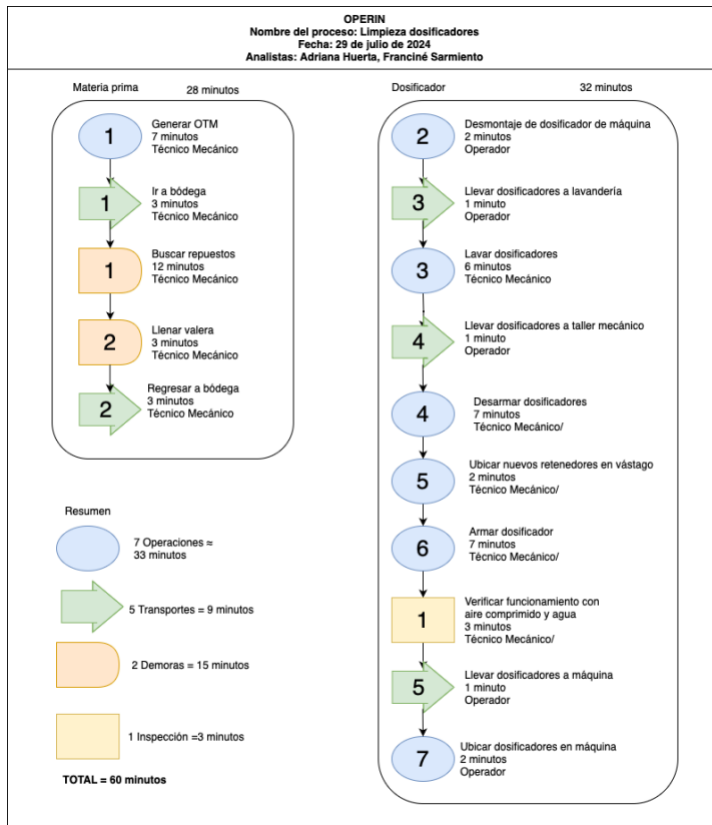 OPERIN
Nombre del proceso: Limpieza dosificadores
Fecha: 29 de julio de 2024
Analistas: Adriana Huerta, Franciné Sarmiento
Materia prima
28 minutos
1
Generar OTM
7 minutos
Técnico Mecánico
1
Ir a bódega
3 minutos
Técnico Mecánico
1
Buscar repuestos
12 minutos
Técnico Mecánico
2
Llenar valera
3 minutos
Técnico Mecánico
2
Regresar a bódega
3 minutos
Técnico Mecánico
Resumen
7 Operaciones ≈
33 minutos
5 Transportes = 9 minutos
2 Demoras = 15 minutos
1 Inspección =3 minutos
TOTAL = 60 minutos
Dosificador
32 minutos
2
Desmontaje de dosificador de máquina
2 minutos
Operador
3
Llevar dosificadores a lavandería
1 minuto
Operador
3
Lavar dosificadores
6 minutos
Técnico Mecánico
4
Llevar dosificadores a taller mecánico
1 minuto
Operador
4
Desarmar dosificadores
7 minutos
Técnico Mecánico/
5
Ubicar nuevos retenedores en vástago
2 minutos
Técnico Mecánico/
6
Armar dosificador
7 minutos
Técnico Mecánico/
1
Verificar funcionamiento con
aire comprimido y agua
3 minutos
Técnico Mecánico/
5
Llevar dosificadores a máquina
1 minuto
Operador
7
Ubicar dosificadores en máquina
2 minutos
Operador